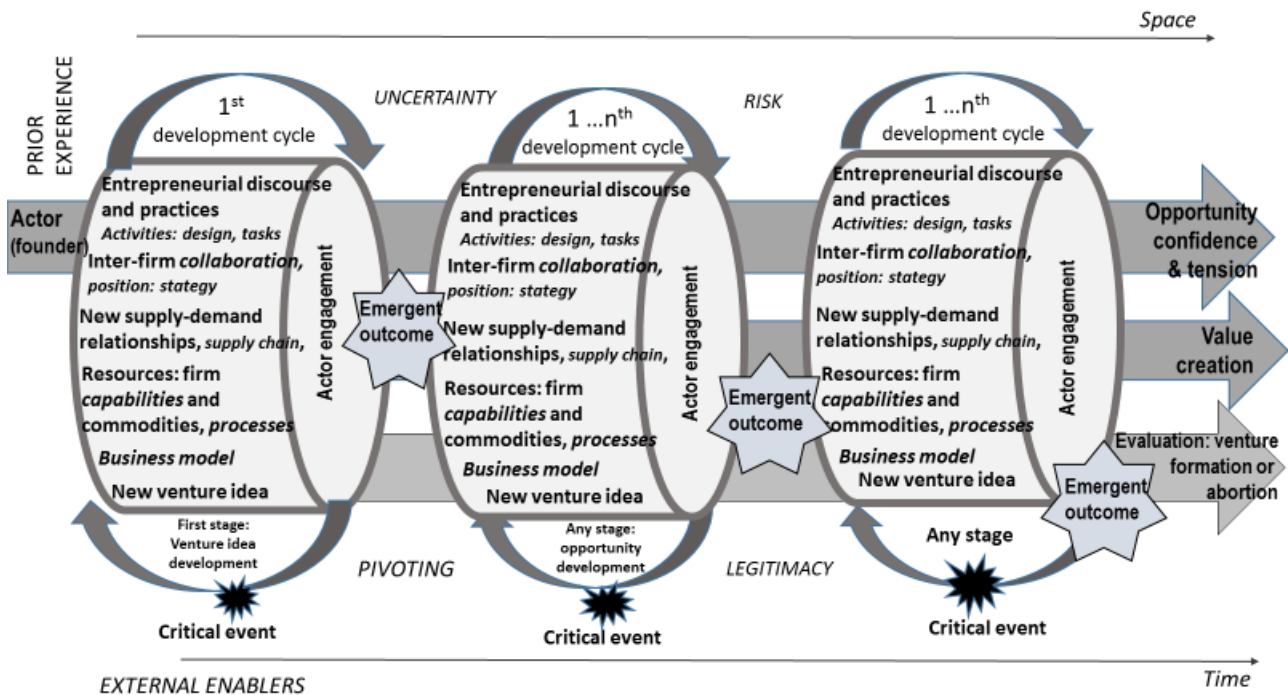 Space
PRIOR
EXPERIENCE
1st
development cycle
UNCERTAINTY
1 ...nth
development cycle
RISK
1 ...nth
development cycle
Actor
(founder)
Entrepreneurial discourse
and practices
Activities: design, tasks
Inter-firm collaboration,
position: stategy
New supply-demand
relationships, supply chain,
Resources: firm
capabilities and
commodities, processes
Business model
New venture idea
Actor engagement
Emergent
outcome
Entrepreneurial discourse
and practices
Activities: design, tasks
Inter-firm collaboration,
position: stategy
New supply-demand
relationships, supply chain,
Resources: firm
capabilities and
commodities, processes
Business model
New venture idea
Actor engagement
Emergent
outcome
Entrepreneurial discourse
and practices
Activities: design, tasks
Inter-firm collaboration,
position: stategy
New supply-demand
relationships, supply chain,
Resources: firm
capabilities and
commodities, processes
Business model
New venture idea
Actor engagement
Emergent
outcome
Opportunity
confidence
& tension
Value
creation
Evaluation: venture
formation or
abortion
First stage:
Venture idea
development
PIVOTING
Any stage:
opportunity
development
LEGITIMACY
Any stage
Critical event
Critical event
Critical event
Time
EXTERNAL ENABLERS